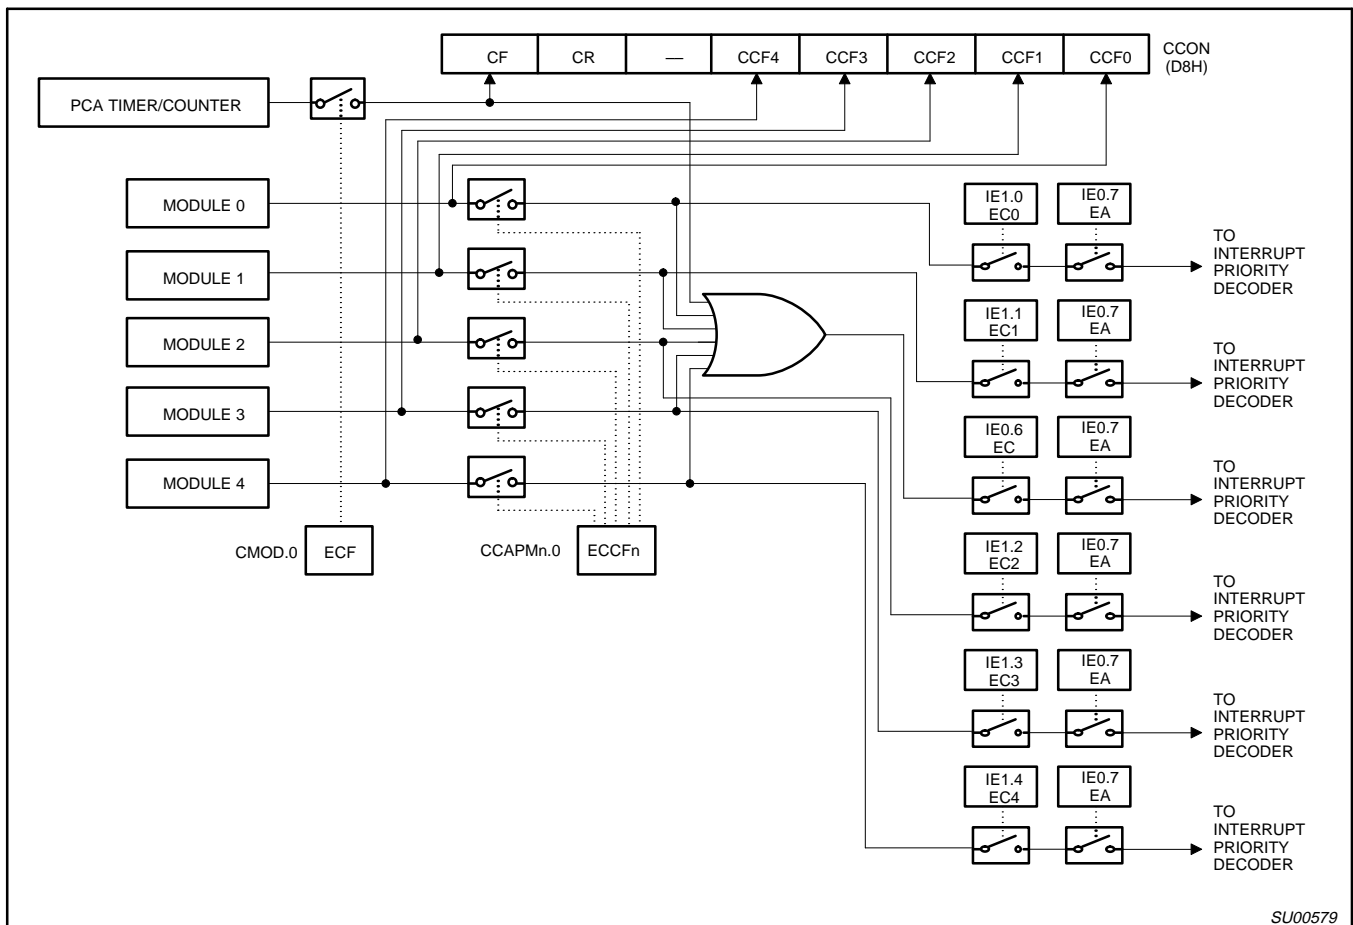 CF CR — CCF4 CCF3 CCF2 CCF1 CCF0
CCON
(D8H)
PCA TIMER/COUNTER
MODULE 0
MODULE 1
MODULE 2
MODULE 3
MODULE 4
CMOD.0
ECF
CCAPMn.0
ECCFn
IE1.0
EC0
IE0.7
EA
TO
INTERRUPT
PRIORITY
DECODER
IE1.1
EC1
IE0.7
EA
TO
INTERRUPT
PRIORITY
DECODER
IE0.6
EC
IE0.7
EA
TO
INTERRUPT
PRIORITY
DECODER
IE1.2
EC2
IE0.7
EA
TO
INTERRUPT
PRIORITY
DECODER
IE1.3
EC3
IE0.7
EA
TO
INTERRUPT
PRIORITY
DECODER
IE1.4
EC4
IE0.7
EA
TO
INTERRUPT
PRIORITY
DECODER
SU00579